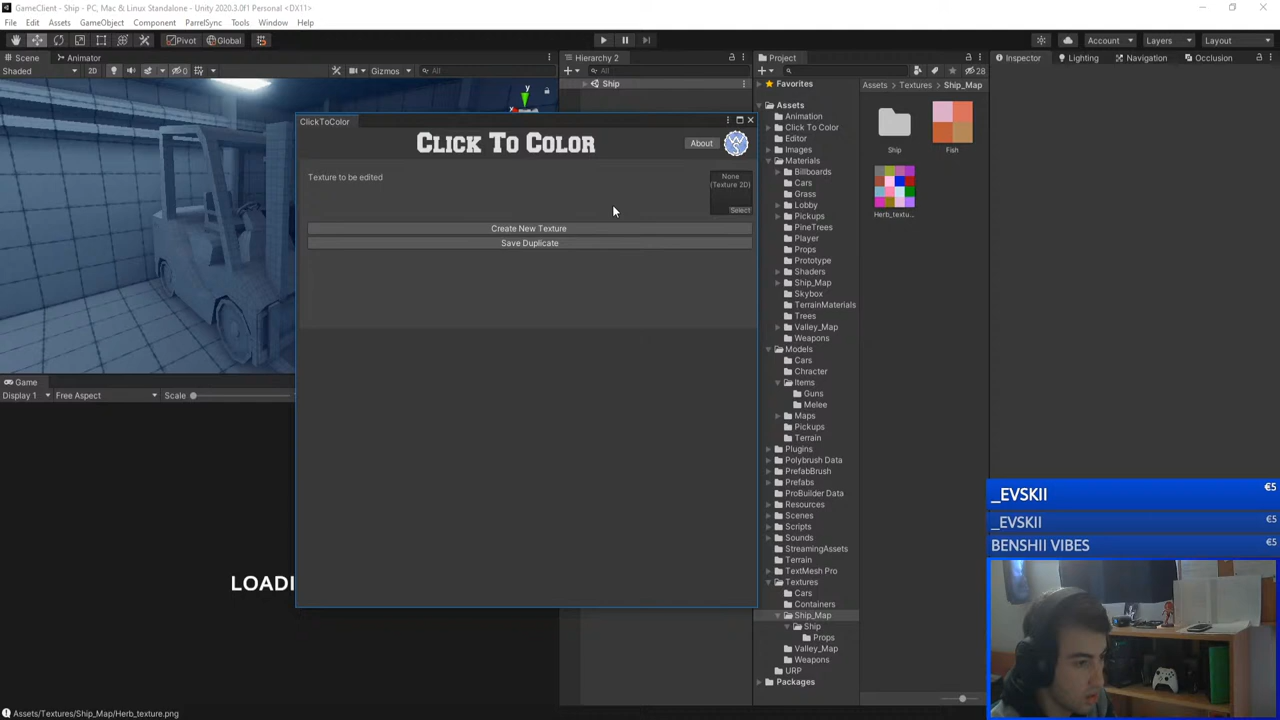 GameClient - Ship - PC, Mac & Linux Standalone - Unity 2020.3.0f1 Personal <DX11>
File Edit Assets GameObject Component ParrelSync Tools Window Help
Pivot Global
Account Layers Layout
Scene Animator
Shaded 2D 0 Gizmos All
Game
Display 1 Free Aspect Scale
LOADI
Hierarchy 2
All
Ship
ClickToColor
CLICK TO COLOR
About
Texture to be edited
None
(Texture 2D)
Select
Create New Texture
Save Duplicate
Project
28
Favorites
Assets
Animation
Click To Color
Editor
Images
Materials
Billboards
Cars
Grass
Lobby
Pickups
PineTrees
Player
Props
Prototype
Shaders
Ship_Map
Skybox
TerrainMaterials
Trees
Valley_Map
Weapons
Models
Cars
Chracter
Items
Guns
Melee
Maps
Pickups
Terrain
Plugins
Polybrush Data
PrefabBrush
Prefabs
ProBuilder Data
Resources
Scenes
Scripts
Sounds
StreamingAssets
Terrain
TextMesh Pro
Textures
Cars
Containers
Ship_Map
Ship
Props
Valley_Map
Weapons
URP
Packages
Assets Textures Ship_Map
Ship Fish
Herb_textu...
Inspector Lighting Navigation Occlusion
_EVSKII €5
_EVSKII €5
BENSHII VIBES €5
Assets/Textures/Ship_Map/Herb_texture.png